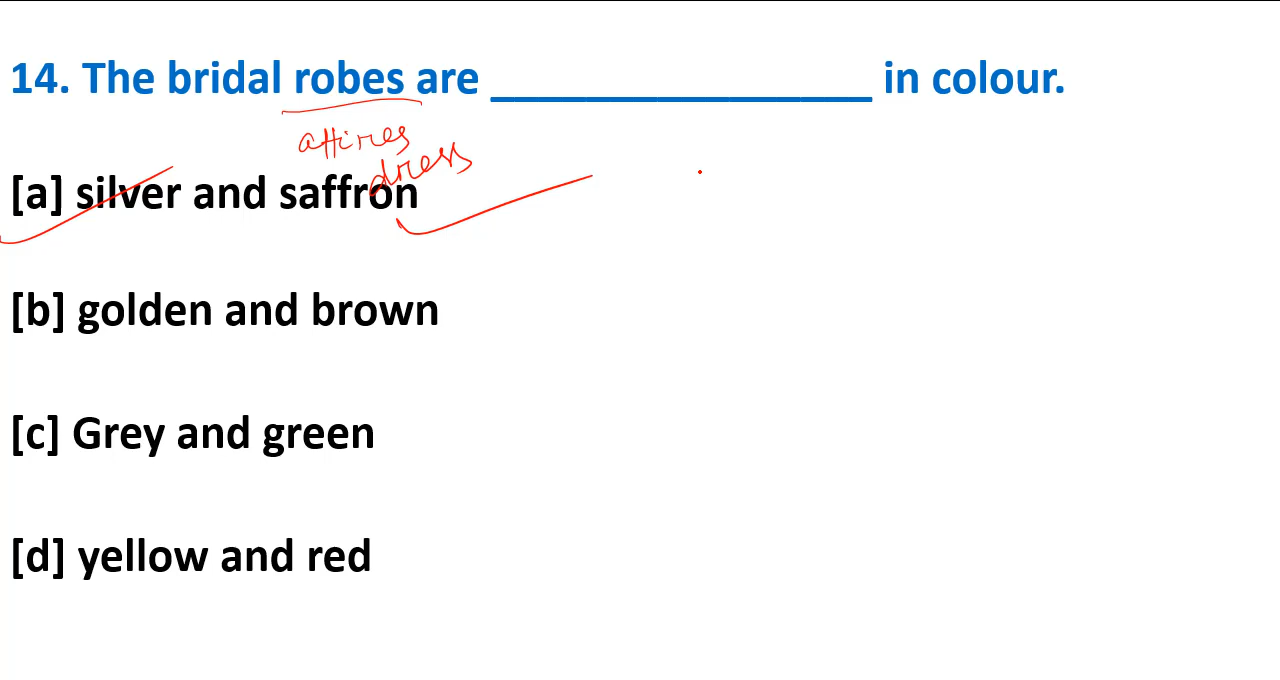 14. The bridal robes are ________________ in colour.
attires
dress
[a] silver and saffron
[b] golden and brown
[c] Grey and green
[d] yellow and red